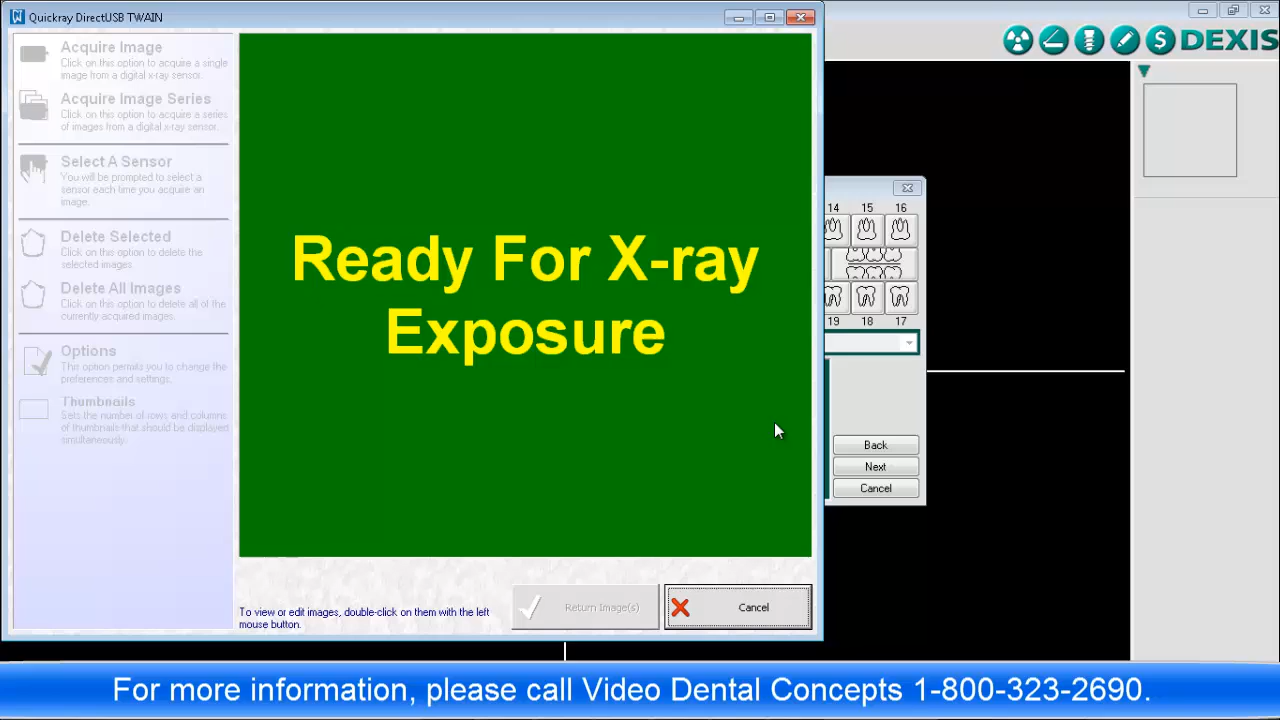 Quickray DirectUSB TWAIN
Acquire Image
Click on this option to acquire a single
image from a digital x-ray sensor.
Acquire Image Series
Click on this option to acquire a series
of images from a digital x-ray sensor.
Select A Sensor
You will be prompted to select a
sensor each time you acquire an
image.
Delete Selected
Click on this option to delete the
selected images.
Delete All Images
Click on this option to delete all of the
currently acquired images.
Options
This option permits you to change the
preferences and settings.
Thumbnails
Sets the number of rows and columns
of thumbnails that should be displayed
simultaneously.
Ready For X-ray
Exposure
To view or edit images, double-click on them with the left
mouse button.
Return Image(s)
Cancel
DEXIS
14 15 16
19 18 17
Back
Next
Cancel
For more information, please call Video Dental Concepts 1-800-323-2690.